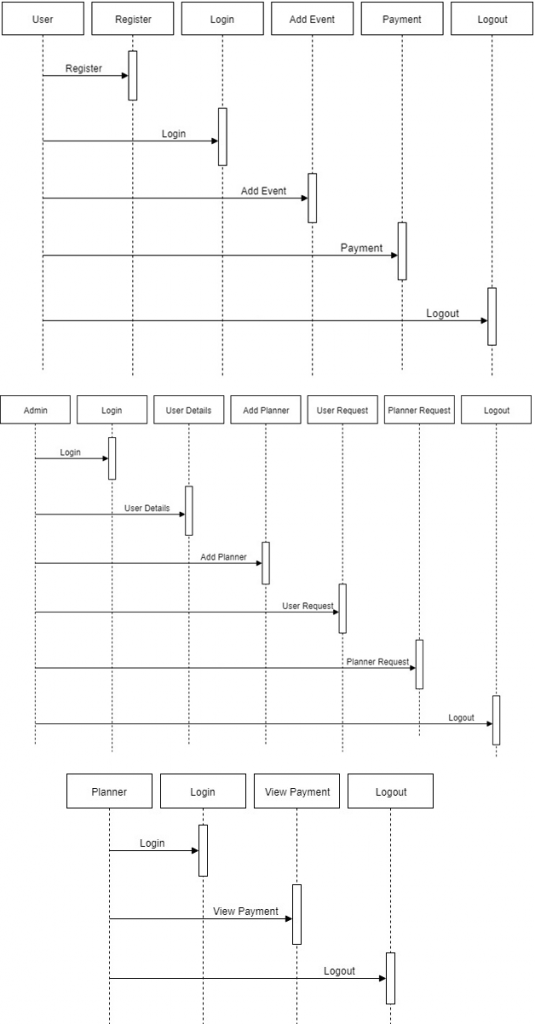 User Register Login Add Event Payment Logout
Register
Login
Add Event
Payment
Logout
Admin Login User Details Add Planner User Request Planner Request Logout
Login
User Details
Add Planner
User Request
Planner Request
Logout
Planner Login View Payment Logout
Login
View Payment
Logout